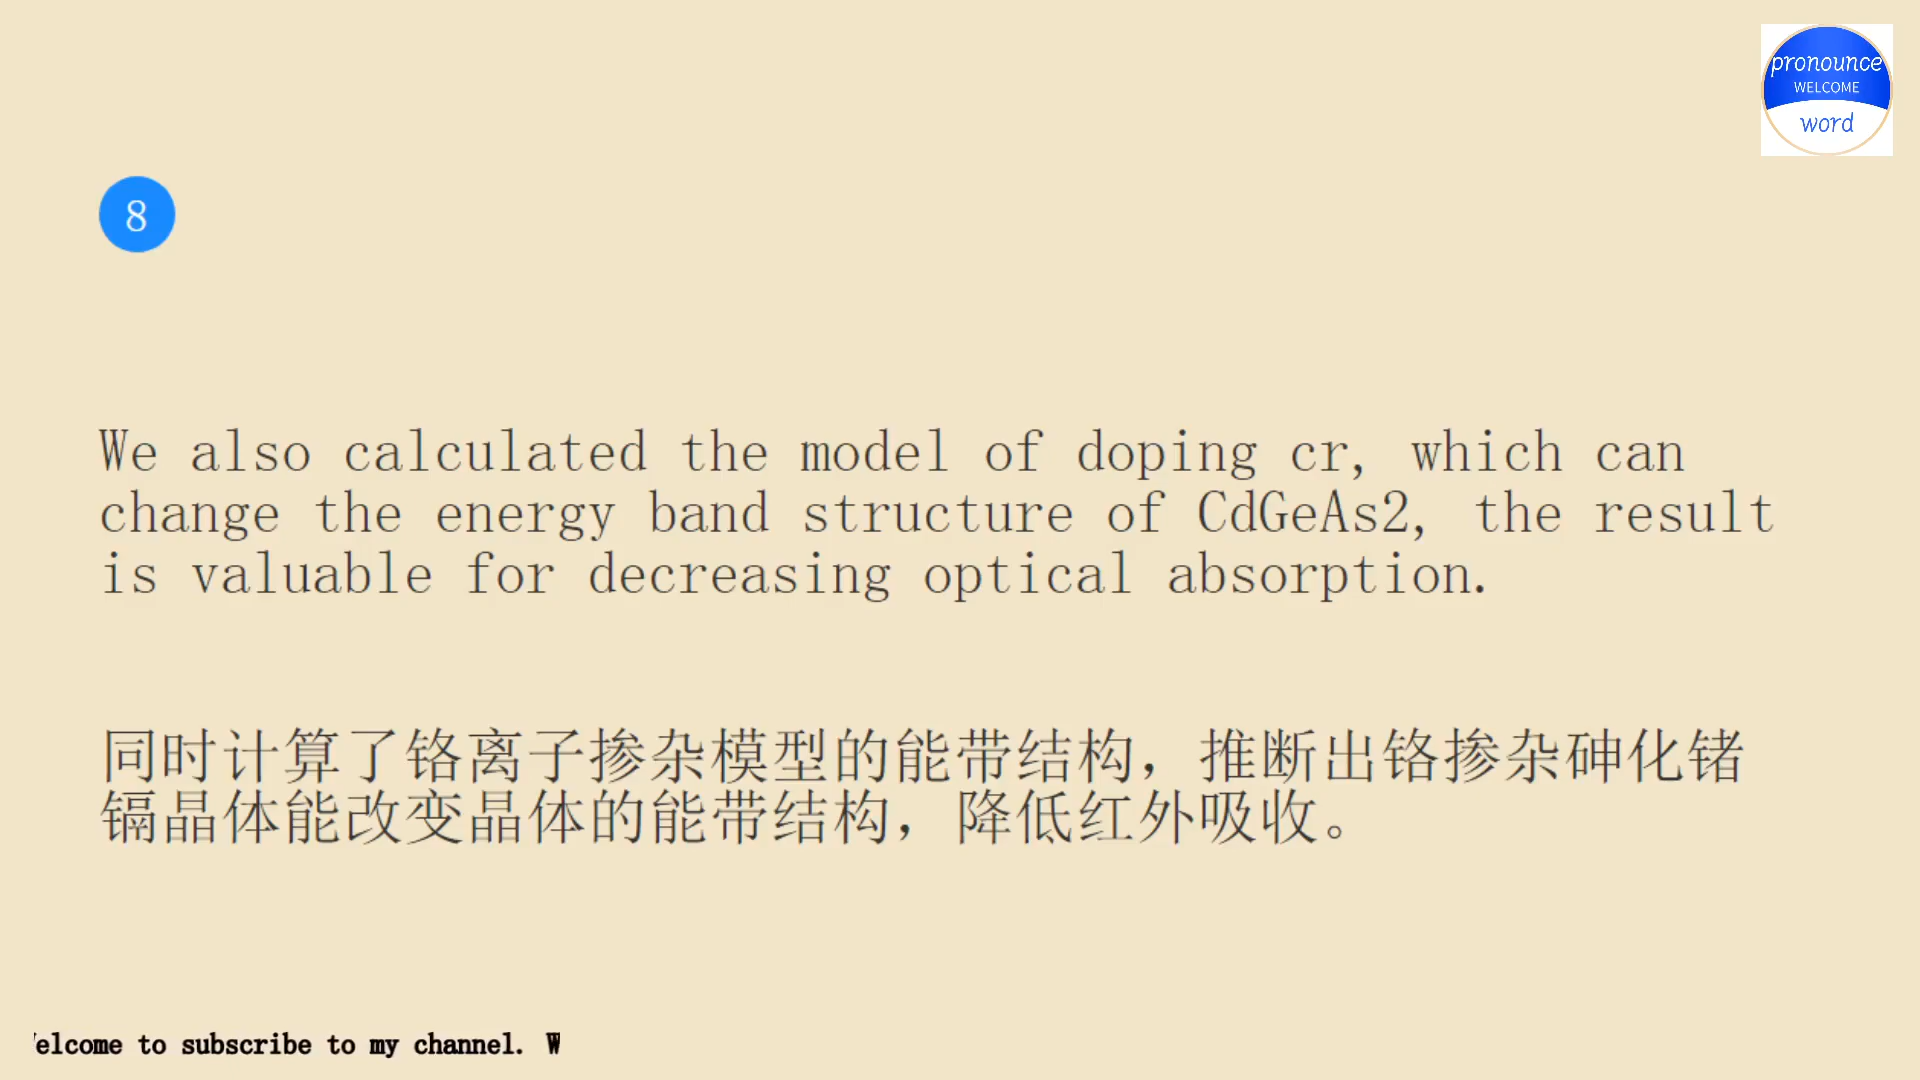 pronounce
WELCOME
word
8
We also calculated the model of doping cr, which can
change the energy band structure of CdGeAs2, the result
is valuable for decreasing optical absorption.
同时计算了铬离子掺杂模型的能带结构，推断出铬掺杂砷化锗
镉晶体能改变晶体的能带结构，降低红外吸收。
elcome to subscribe to my channel. W